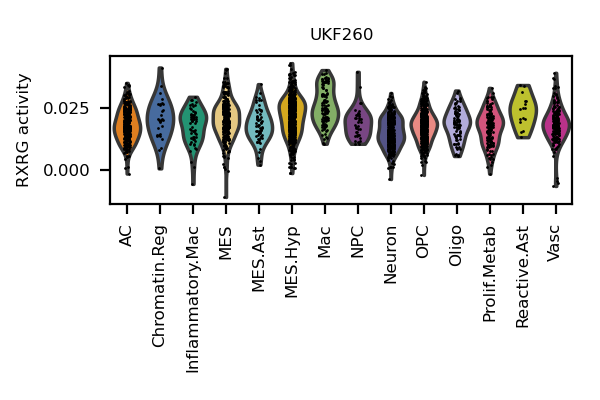 UKF260
RXRG activity
0.025
0.000
AC
Chromatin.Reg
Inflammatory.Mac
MES
MES.Ast
MES.Hyp
Mac
NPC
Neuron
OPC
Oligo
Prolif.Metab
Reactive.Ast
Vasc